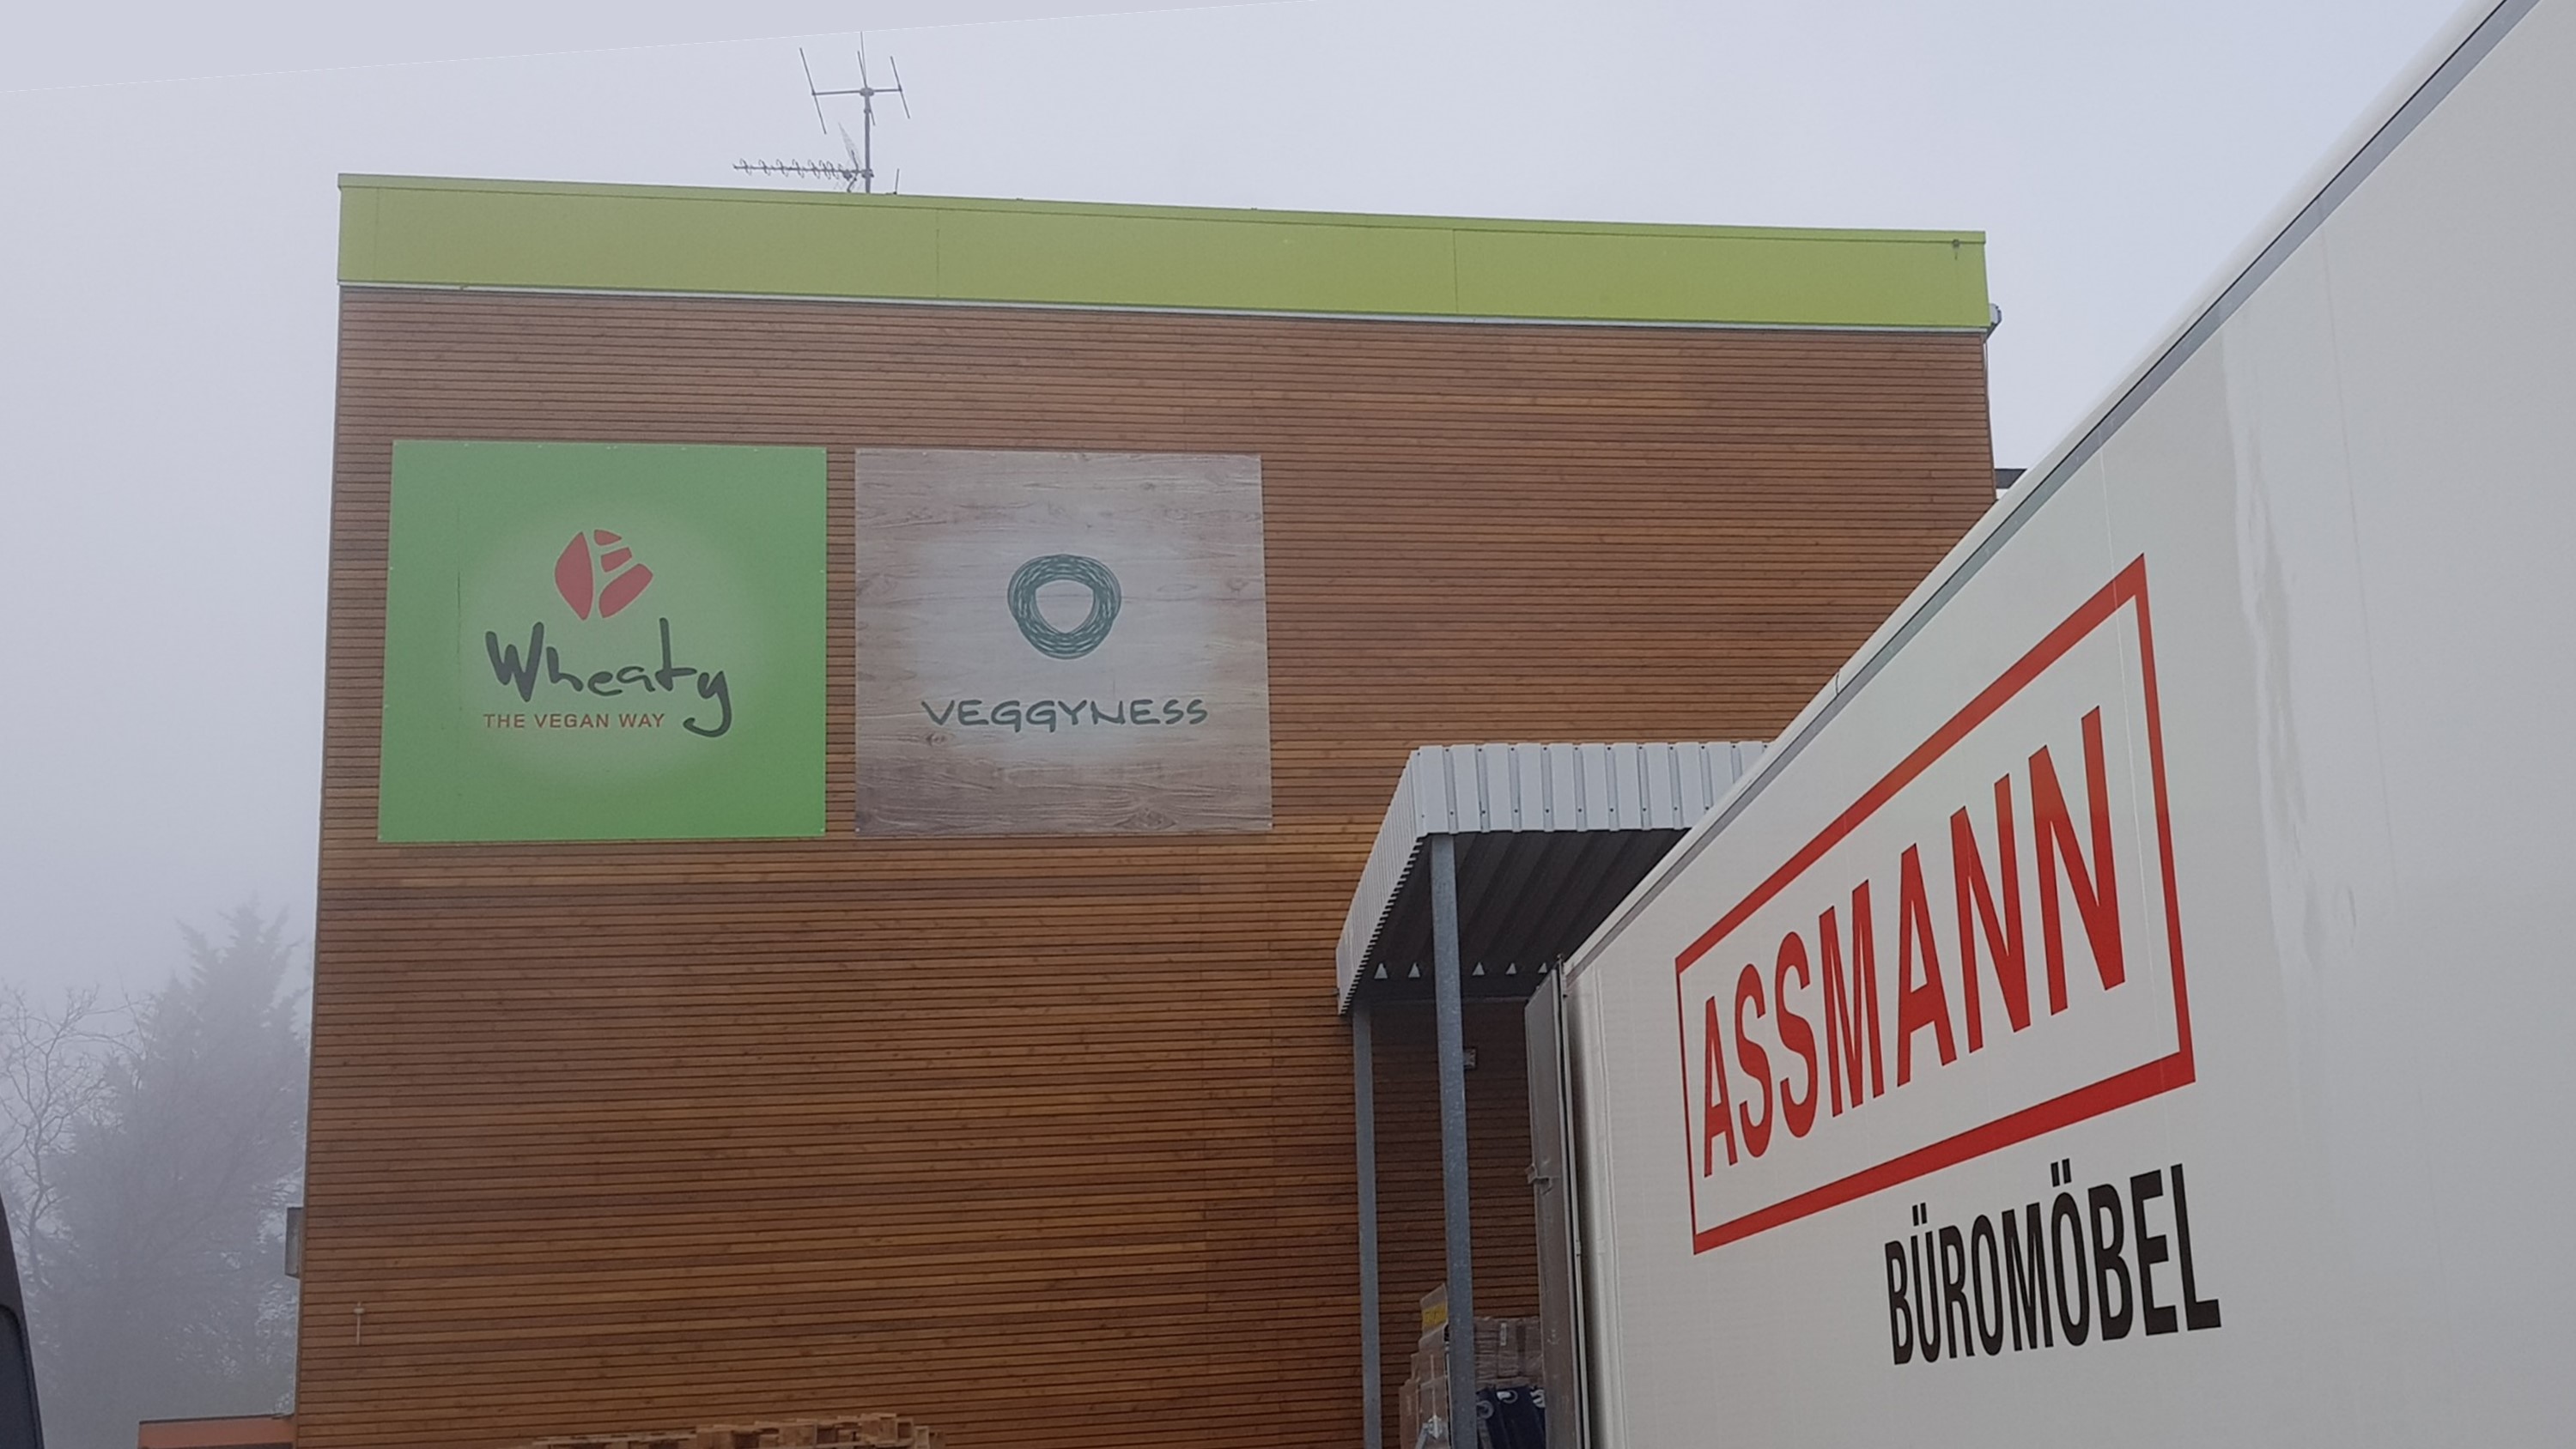 Wheaty
THE VEGAN WAY
VEGGYNESS
ASSMANN
BÜROMÖBEL